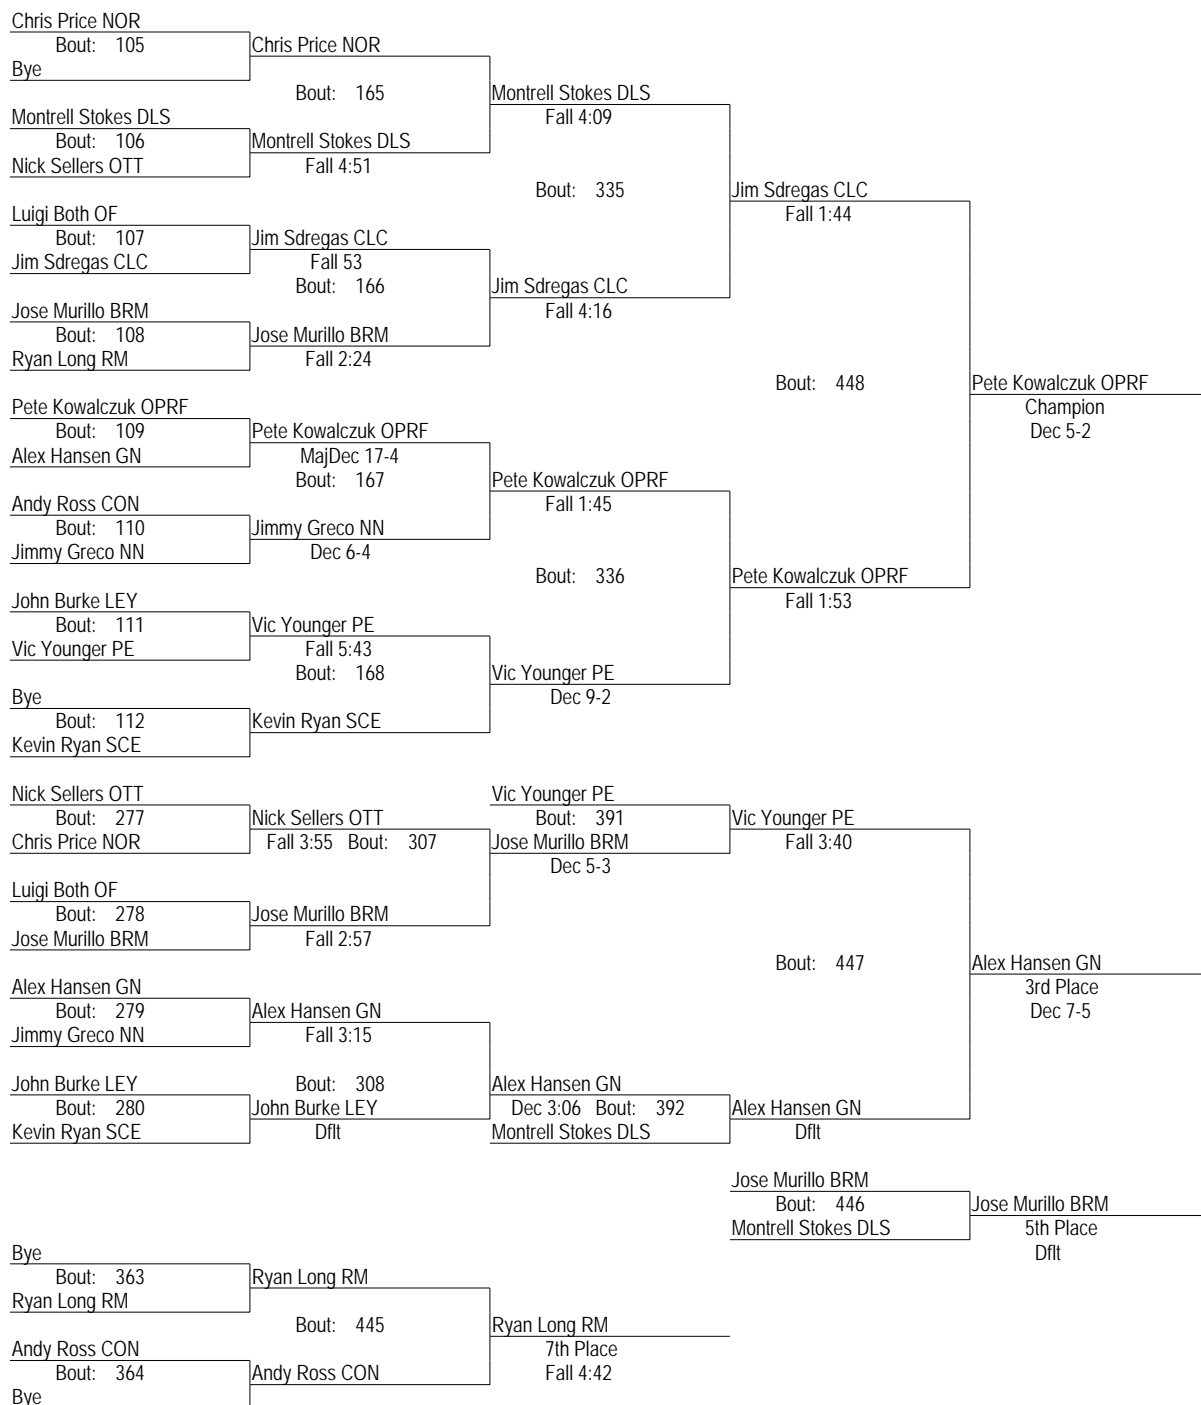 Chris Price NOR
Bout: 105
Chris Price NOR
Bye
Bout: 165
Montrell Stokes DLS
Fall 4:09
Montrell Stokes DLS
Bout: 106
Montrell Stokes DLS
Nick Sellers OTT
Fall 4:51
Bout: 335
Jim Sdregas CLC
Fall 1:44
Luigi Both OF
Bout: 107
Jim Sdregas CLC
Jim Sdregas CLC
Fall 53
Bout: 166
Jim Sdregas CLC
Fall 4:16
Jose Murillo BRM
Bout: 108
Jose Murillo BRM
Ryan Long RM
Fall 2:24
Bout: 448
Pete Kowalczuk OPRF
Champion
Dec 5-2
Pete Kowalczuk OPRF
Bout: 109
Pete Kowalczuk OPRF
Alex Hansen GN
MajDec 17-4
Bout: 167
Pete Kowalczuk OPRF
Fall 1:45
Andy Ross CON
Bout: 110
Jimmy Greco NN
Jimmy Greco NN
Dec 6-4
Bout: 336
Pete Kowalczuk OPRF
Fall 1:53
John Burke LEY
Bout: 111
Vic Younger PE
Vic Younger PE
Fall 5:43
Bout: 168
Vic Younger PE
Dec 9-2
Bye
Bout: 112
Kevin Ryan SCE
Kevin Ryan SCE
Nick Sellers OTT
Bout: 277
Nick Sellers OTT
Chris Price NOR
Fall 3:55 Bout: 307
Vic Younger PE
Bout: 391
Vic Younger PE
Jose Murillo BRM
Fall 3:40
Dec 5-3
Luigi Both OF
Bout: 278
Jose Murillo BRM
Jose Murillo BRM
Fall 2:57
Bout: 447
Alex Hansen GN
3rd Place
Dec 7-5
Alex Hansen GN
Bout: 279
Alex Hansen GN
Jimmy Greco NN
Fall 3:15
John Burke LEY
Bout: 308
Alex Hansen GN
Bout: 280
John Burke LEY
Dec 3:06 Bout: 392
Alex Hansen GN
Kevin Ryan SCE
Dflt
Montrell Stokes DLS
Dflt
Jose Murillo BRM
Bout: 446
Jose Murillo BRM
Montrell Stokes DLS
5th Place
Dflt
Bye
Bout: 363
Ryan Long RM
Ryan Long RM
Bout: 445
Ryan Long RM
7th Place
Fall 4:42
Andy Ross CON
Bout: 364
Andy Ross CON
Bye